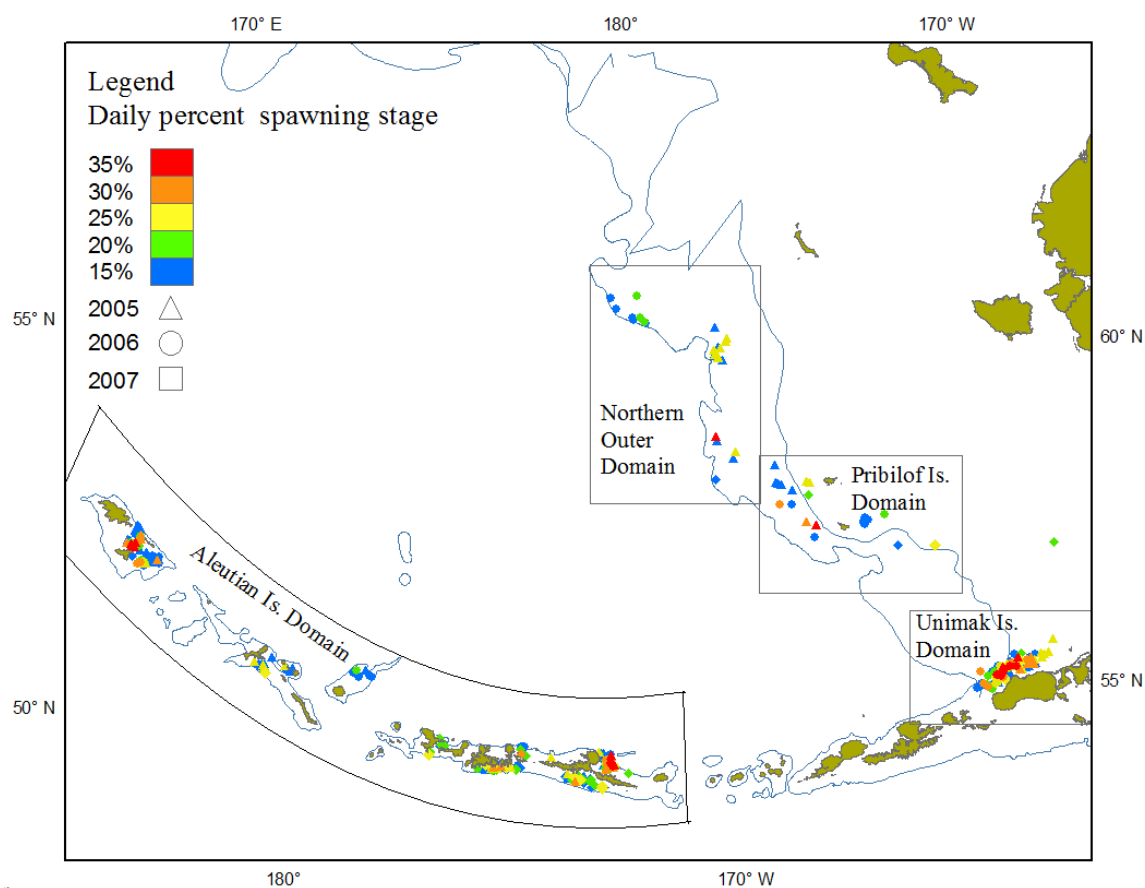 170° E
180°
170° W
Legend
Daily percent spawning stage
35%
30%
25%
20%
15%
2005
2006
2007
55° N
60° N
Northern
Outer
Domain
Pribilof Is.
Domain
Aleutian Is. Domain
Unimak Is.
Domain
50° N
55° N
180°
170° W